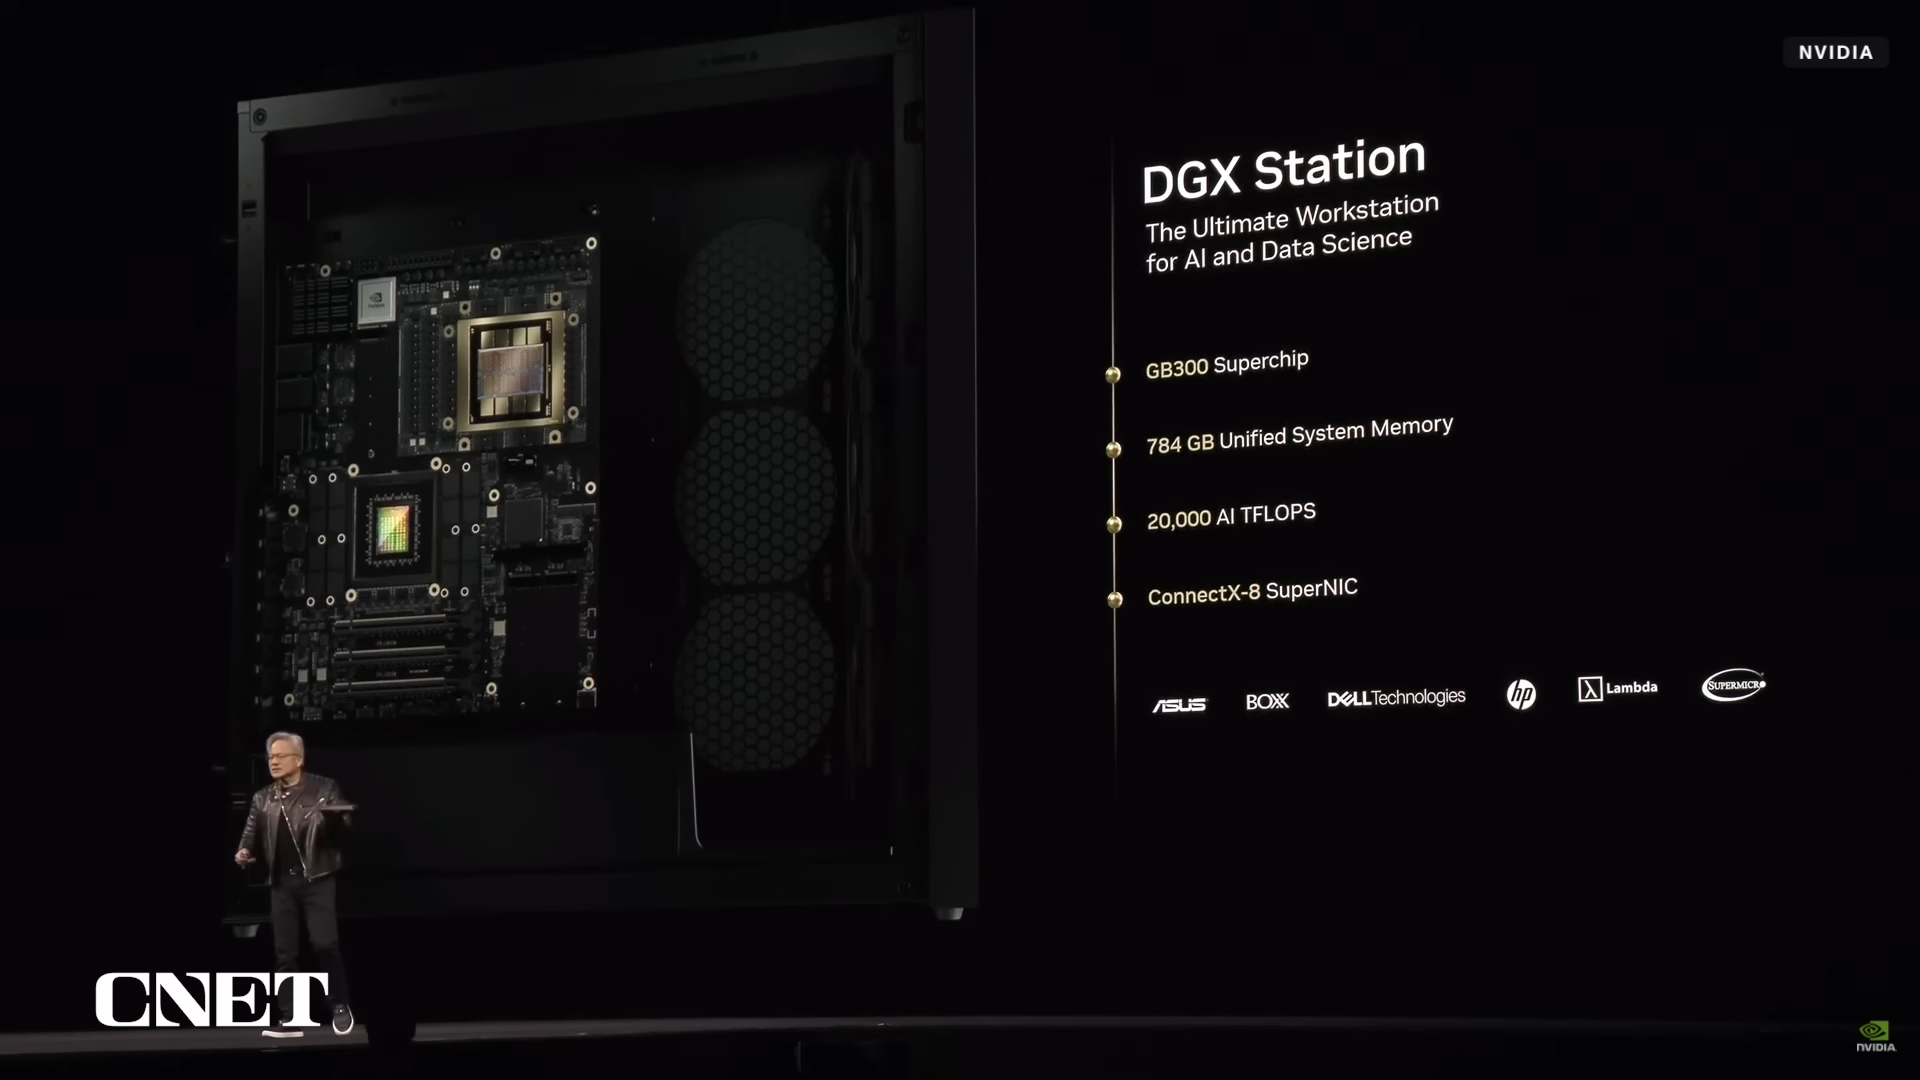 NVIDIA
DGX Station
The Ultimate Workstation
for AI and Data Science
GB300 Superchip
784 GB Unified System Memory
20,000 AI TFLOPS
ConnectX-8 SuperNIC
ASUS BOXX DELL Technologies hp Lambda SUPERMICRO
CNET
NVIDIA